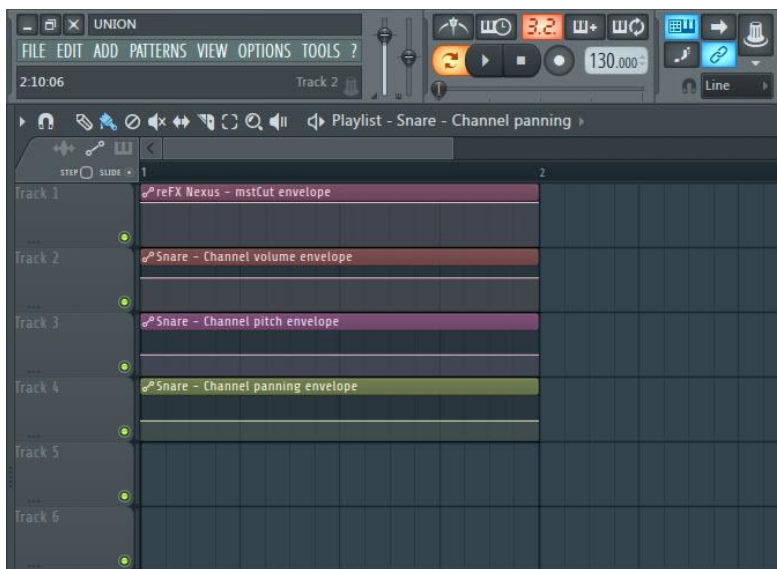 UNION
FILE EDIT ADD PATTERNS VIEW OPTIONS TOOLS ?
2:10:06 Track 2
3.2.
130.000
Line
Playlist - Snare - Channel panning
STEP SLIDE 1 2
Track 1 reFX Nexus - mstCut envelope
Track 2 Snare - Channel volume envelope
Track 3 Snare - Channel pitch envelope
Track 4 Snare - Channel panning envelope
Track 5
Track 6